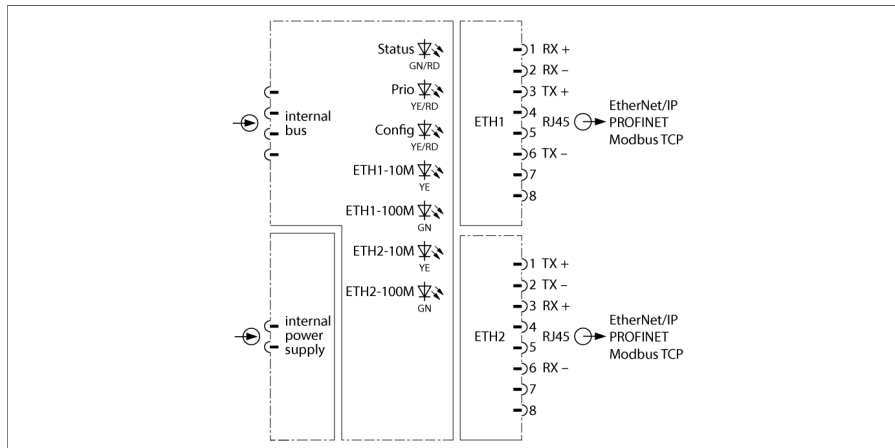 internal
bus
Status
GN/RD
Prio
YE/RD
Config
YE/RD
ETH1-10M
YE
ETH1-100M
GN
ETH2-10M
YE
ETH2-100M
GN
internal
power
supply
ETH1
1 RX +
2 RX –
3 TX +
4
5
6 TX –
7
8
RJ45
EtherNet/IP
PROFINET
Modbus TCP
ETH2
1 TX +
2 TX –
3 RX +
4
5
6 RX –
7
8
RJ45
EtherNet/IP
PROFINET
Modbus TCP